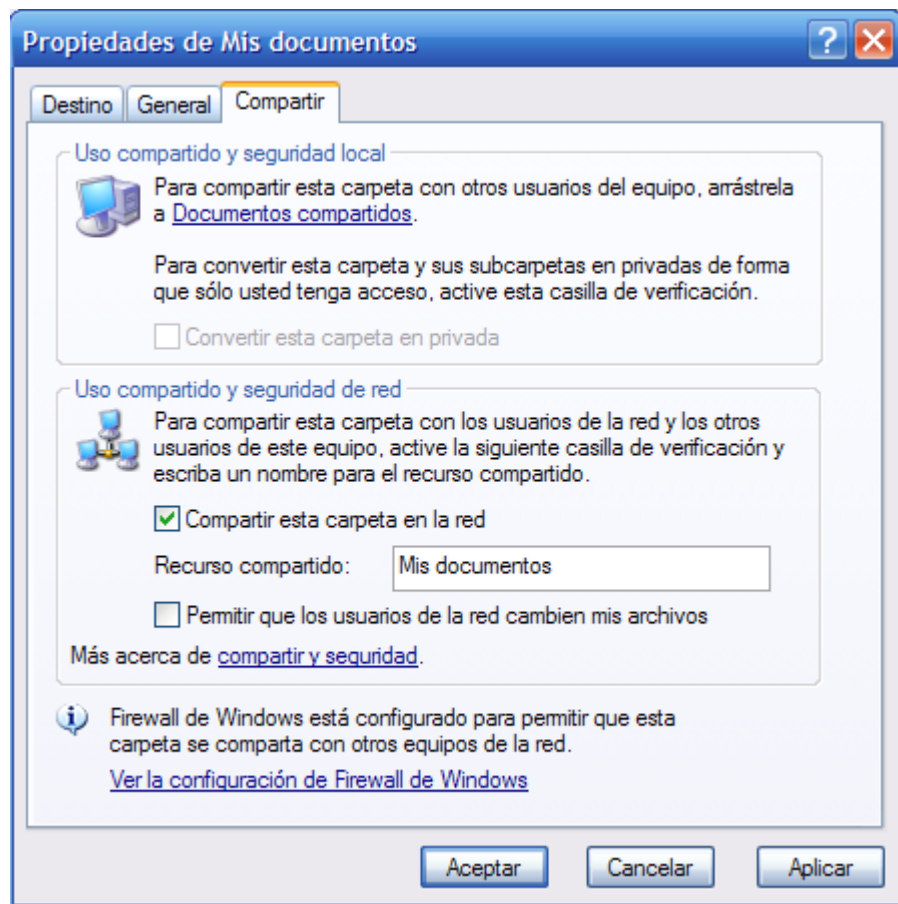 Propiedades de Mis documentos
Destino General Compartir
Uso compartido y seguridad local
Para compartir esta carpeta con otros usuarios del equipo, arrástrela
a Documentos compartidos.
Para convertir esta carpeta y sus subcarpetas en privadas de forma
que sólo usted tenga acceso, active esta casilla de verificación.
Convertir esta carpeta en privada
Uso compartido y seguridad de red
Para compartir esta carpeta con los usuarios de la red y los otros
usuarios de este equipo, active la siguiente casilla de verificación y
escriba un nombre para el recurso compartido.
Compartir esta carpeta en la red
Recurso compartido: Mis documentos
Permitir que los usuarios de la red cambien mis archivos
Más acerca de compartir y seguridad.
Firewall de Windows está configurado para permitir que esta
carpeta se comparta con otros equipos de la red.
Ver la configuración de Firewall de Windows
Aceptar Cancelar Aplicar